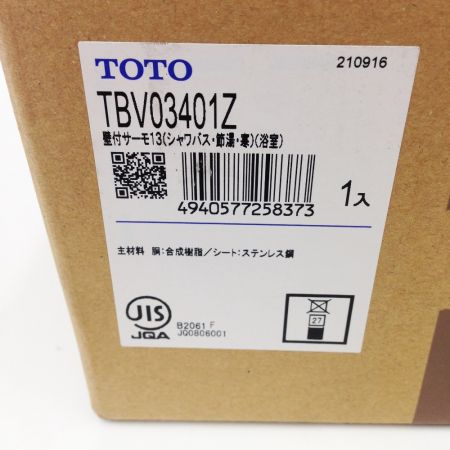 TOTO
210916
TBV03401Z
壁付サーモ13(シャワバス・節湯・寒)(浴室)
4940577258373
1入
主材料 胴:合成樹脂/シート:ステンレス鋼
JIS
JQA
B2061 F
JQ0806001
27